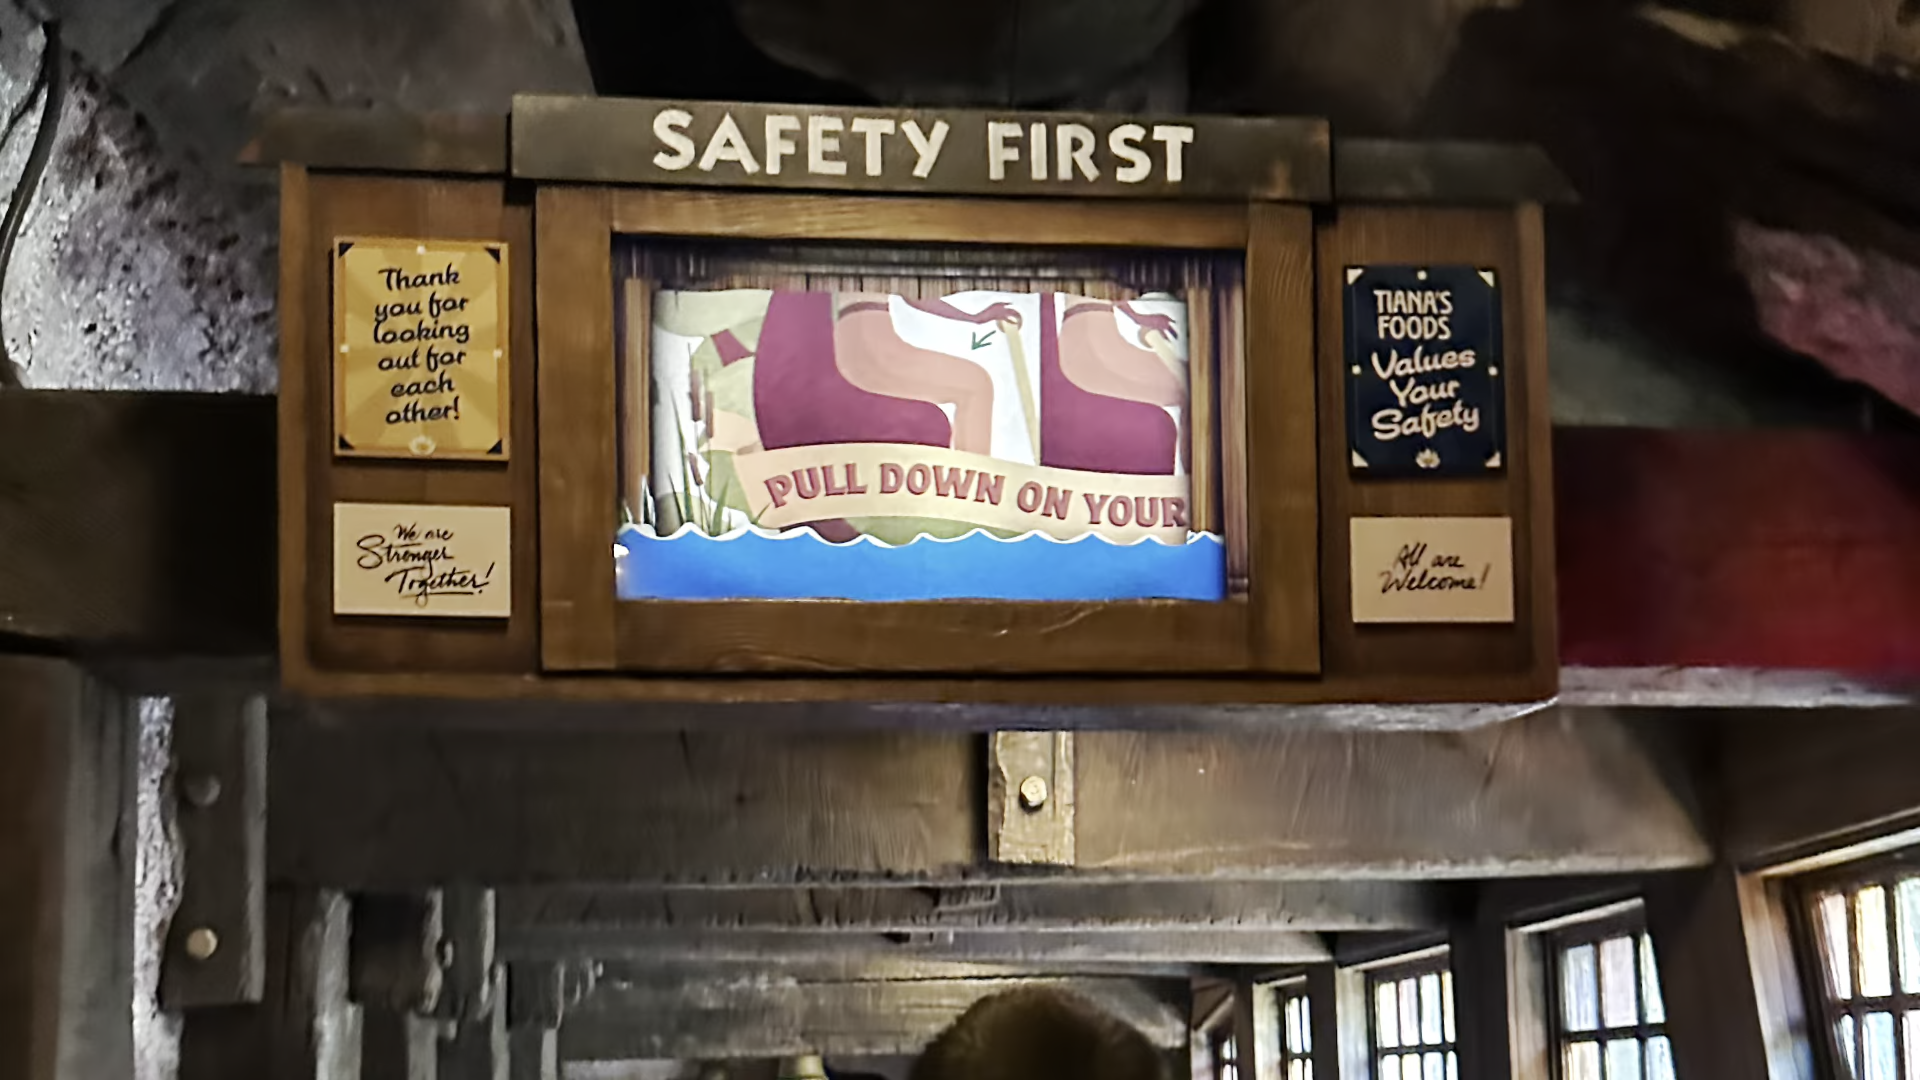 SAFETY FIRST
Thank
you for
looking
out for
each
other!
We are
Stronger
Together!
PULL DOWN ON YOUR
TIANA'S
FOODS
Values
Your
Safety
All are
Welcome!